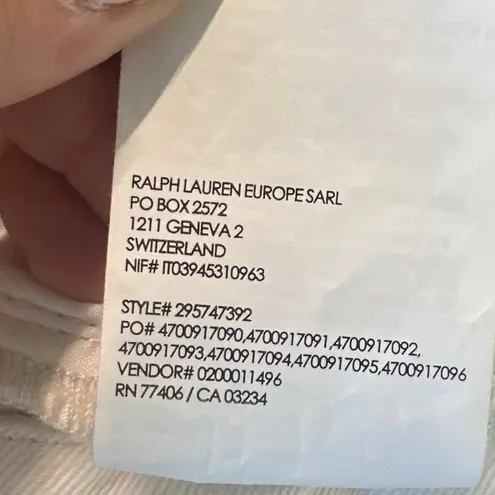 RALPH LAUREN EUROPE SARL
PO BOX 2572
1211 GENEVA 2
SWITZERLAND
NIF# IT03945310963
STYLE# 295747392
PO# 4700917090,4700917091,4700917092,
4700917093,4700917094,4700917095,4700917096
VENDOR# 0200011496
RN 77406 / CA 03234